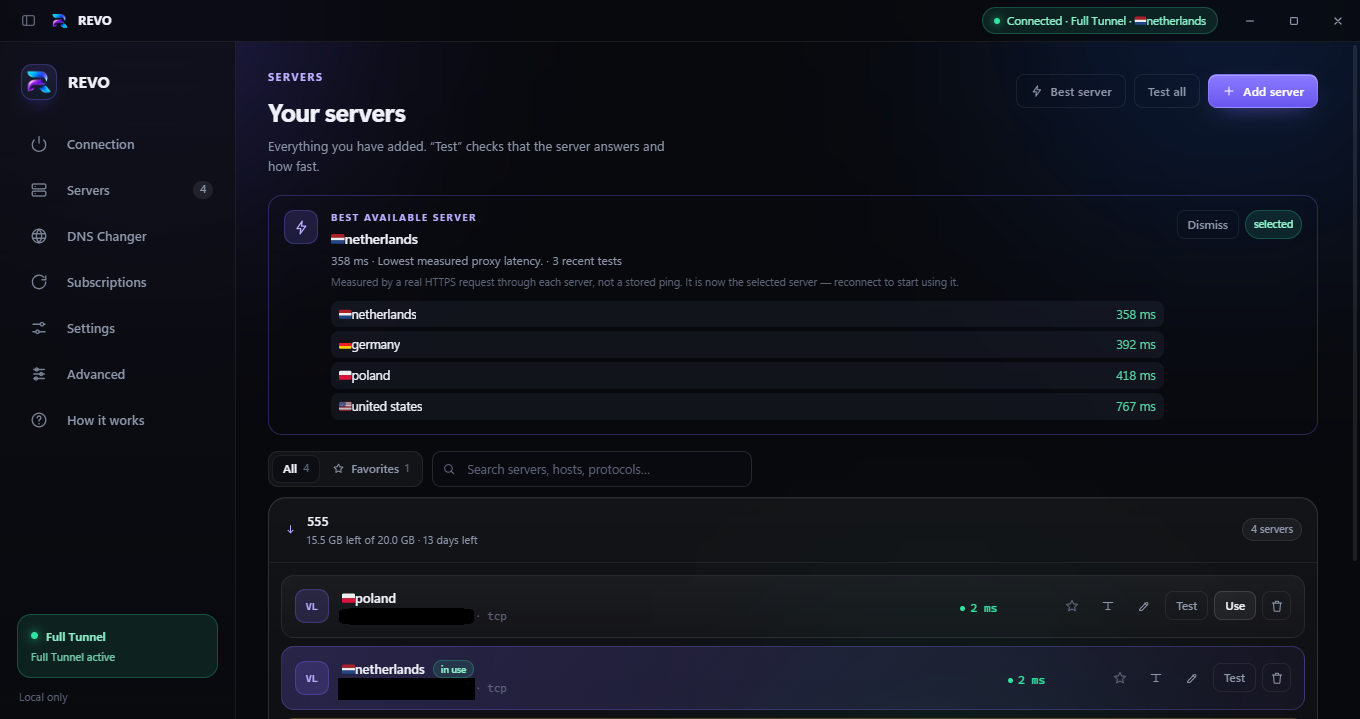 REVO
Connected · Full Tunnel · netherlands
REVO
Connection
Servers 4
DNS Changer
Subscriptions
Settings
Advanced
How it works
Full Tunnel
Full Tunnel active
Local only
SERVERS
Your servers
Everything you have added. “Test” checks that the server answers and
how fast.
Best server
Test all
+ Add server
BEST AVAILABLE SERVER
netherlands
358 ms · Lowest measured proxy latency. · 3 recent tests
Measured by a real HTTPS request through each server, not a stored ping. It is now the selected server — reconnect to start using it.
Dismiss
selected
netherlands 358 ms
germany 392 ms
poland 418 ms
united states 767 ms
All 4
Favorites 1
Search servers, hosts, protocols...
555
15.5 GB left of 20.0 GB · 13 days left
4 servers
VL
poland
· tcp
2 ms
Test
Use
VL
netherlands in use
· tcp
2 ms
Test